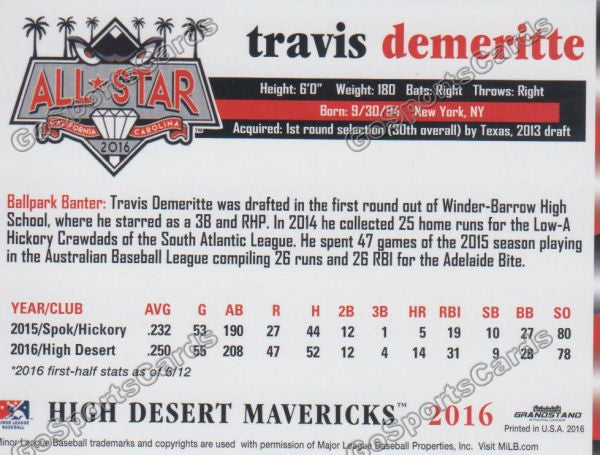 travis demeritte
ALL★STAR
CALIFORNIA CAROLINA
2016
Height: 6'0" Weight: 180 Bats: Right Throws: Right
Born: 9/30/94 New York, NY
Acquired: 1st round selection (30th overall) by Texas, 2013 draft
Ballpark Banter: Travis Demeritte was drafted in the first round out of Winder-Barrow High
School, where he starred as a 3B and RHP. In 2014 he collected 25 home runs for the Low-A
Hickory Crawdads of the South Atlantic League. He spent 47 games of the 2015 season playing
in the Australian Baseball League compiling 26 runs and 26 RBI for the Adelaide Bite.
YEAR/CLUB AVG G AB R H 2B 3B HR RBI SB BB SO
2015/Spok/Hickory .232 53 190 27 44 12 1 5 19 10 27 80
2016/High Desert .250 55 208 47 52 12 4 14 31 9 28 78
*2016 first-half stats as of 6/12
HIGH DESERT MAVERICKS™ 2016
GRANDSTAND
Printed in U.S.A. 2016
Minor League Baseball trademarks and copyrights are used with permission of Major League Baseball Properties, Inc. Visit MiLB.com
GoSportsCards
GoSportsCards
GoSportsCards
GoSportsCards
GoSportsCards